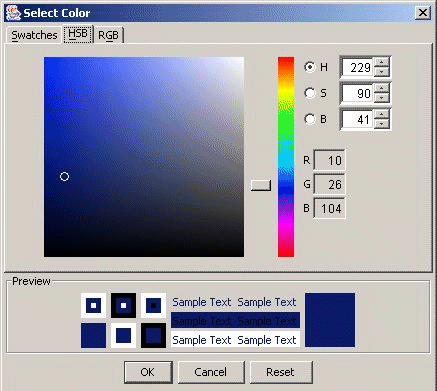 Select Color
Swatches HSB RGB
H 229
S 90
B 41
R 10
G 26
B 104
Preview
Sample Text Sample Text
Sample Text Sample Text
Sample Text Sample Text
OK Cancel Reset